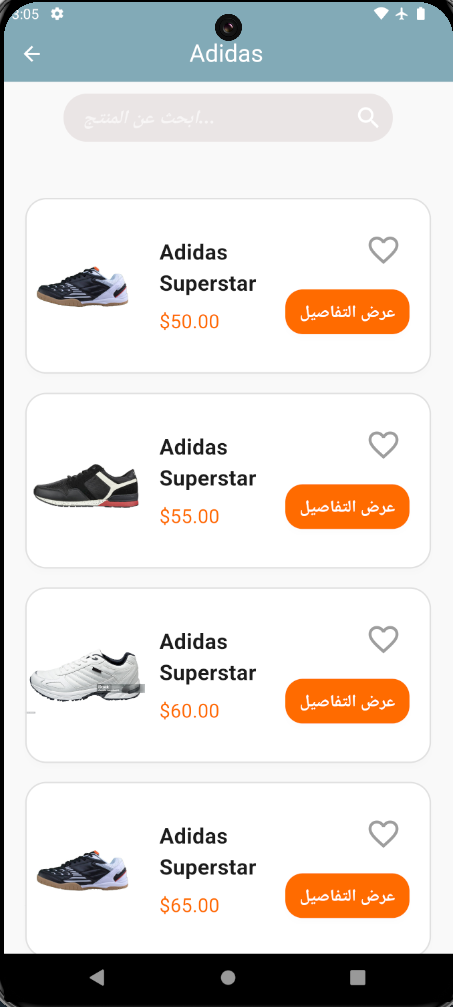 3:05
Adidas
ابحث عن المنتج...
Adidas
Superstar
$50.00
عرض التفاصيل
Adidas
Superstar
$55.00
عرض التفاصيل
Adidas
Superstar
$60.00
عرض التفاصيل
Adidas
Superstar
$65.00
عرض التفاصيل